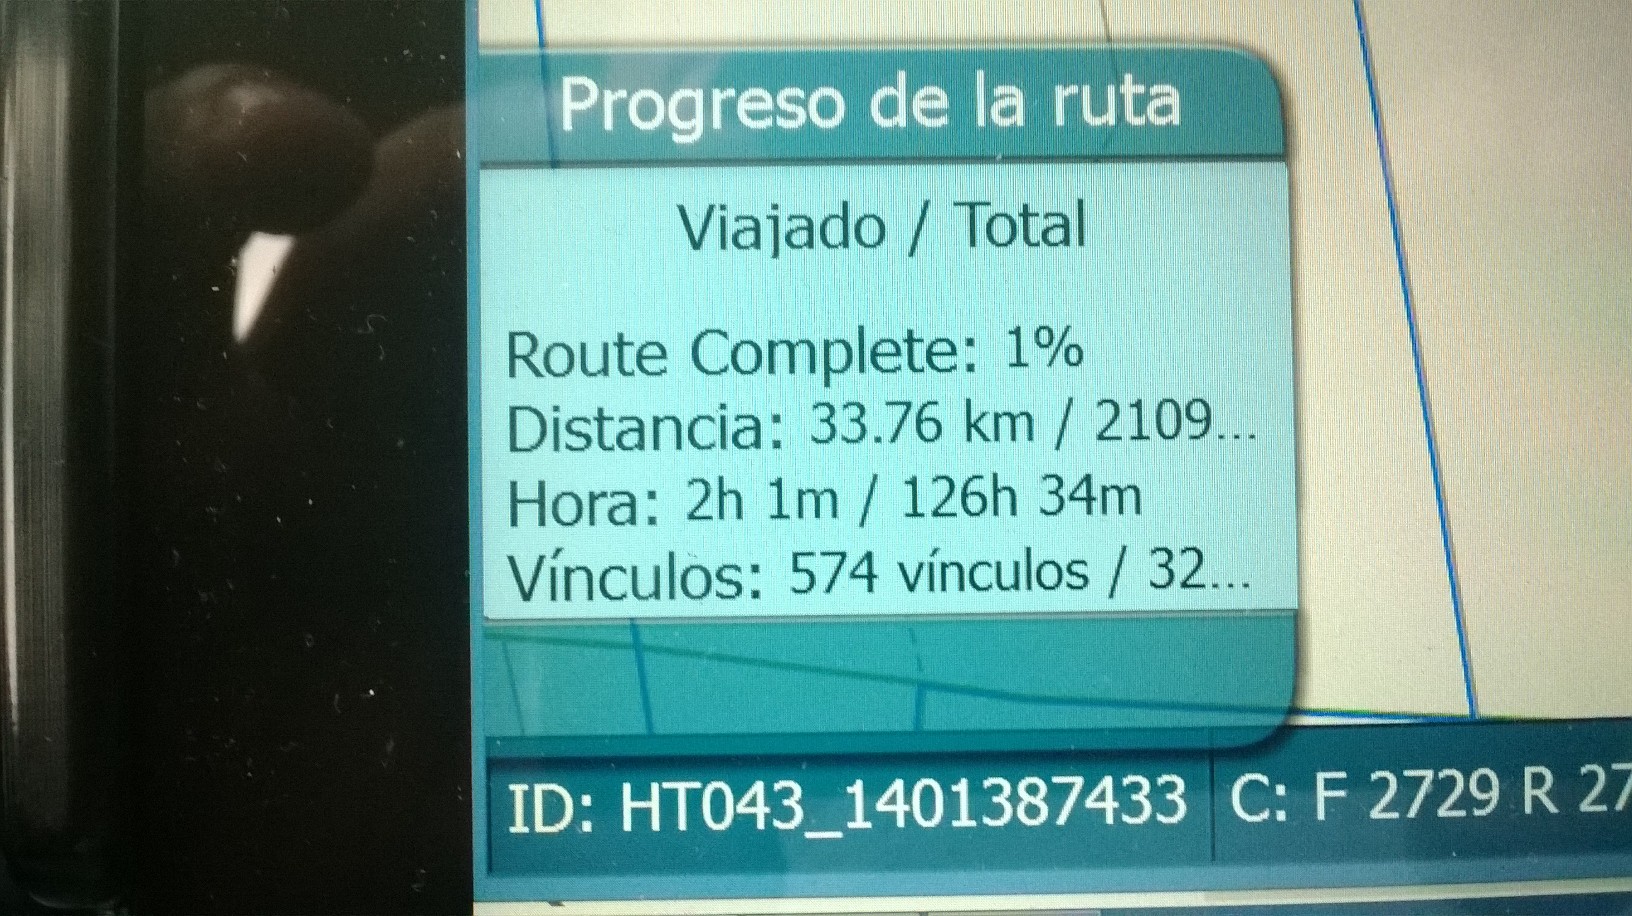 Progreso de la ruta
Viajado / Total
Route Complete: 1%
Distancia: 33.76 km / 2109...
Hora: 2h 1m / 126h 34m
Vínculos: 574 vínculos / 32...
ID: HT043_1401387433 C: F 2729 R 27